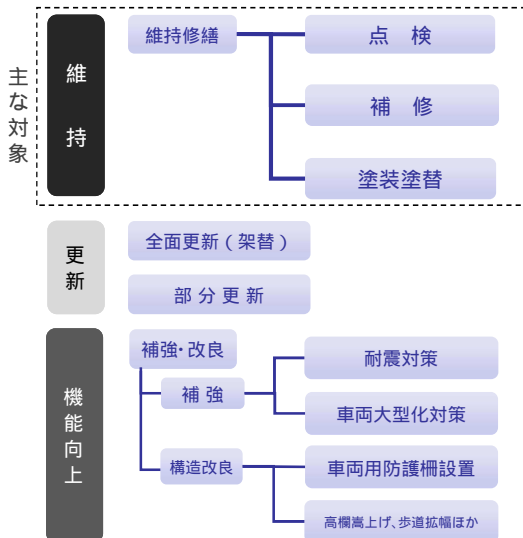 主な対象
維持
維持修繕
点 検
補 修
塗装塗替
更新
全面更新（架替）
部 分 更 新
機能向上
補強・改良
補 強
耐震対策
車両大型化対策
構造改良
車両用防護柵設置
高欄嵩上げ、歩道拡幅ほか